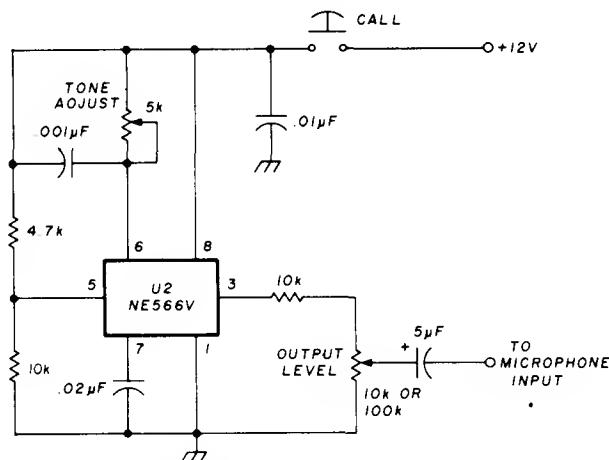 CALL
+12V
TONE
ADJUST
5k
.001µF
.01µF
4.7k
6
8
5
U2
NE566V
3
10k
7
1
5µF
+
TO
MICROPHONE
INPUT
OUTPUT
LEVEL
10k OR
100k
10k
.02µF